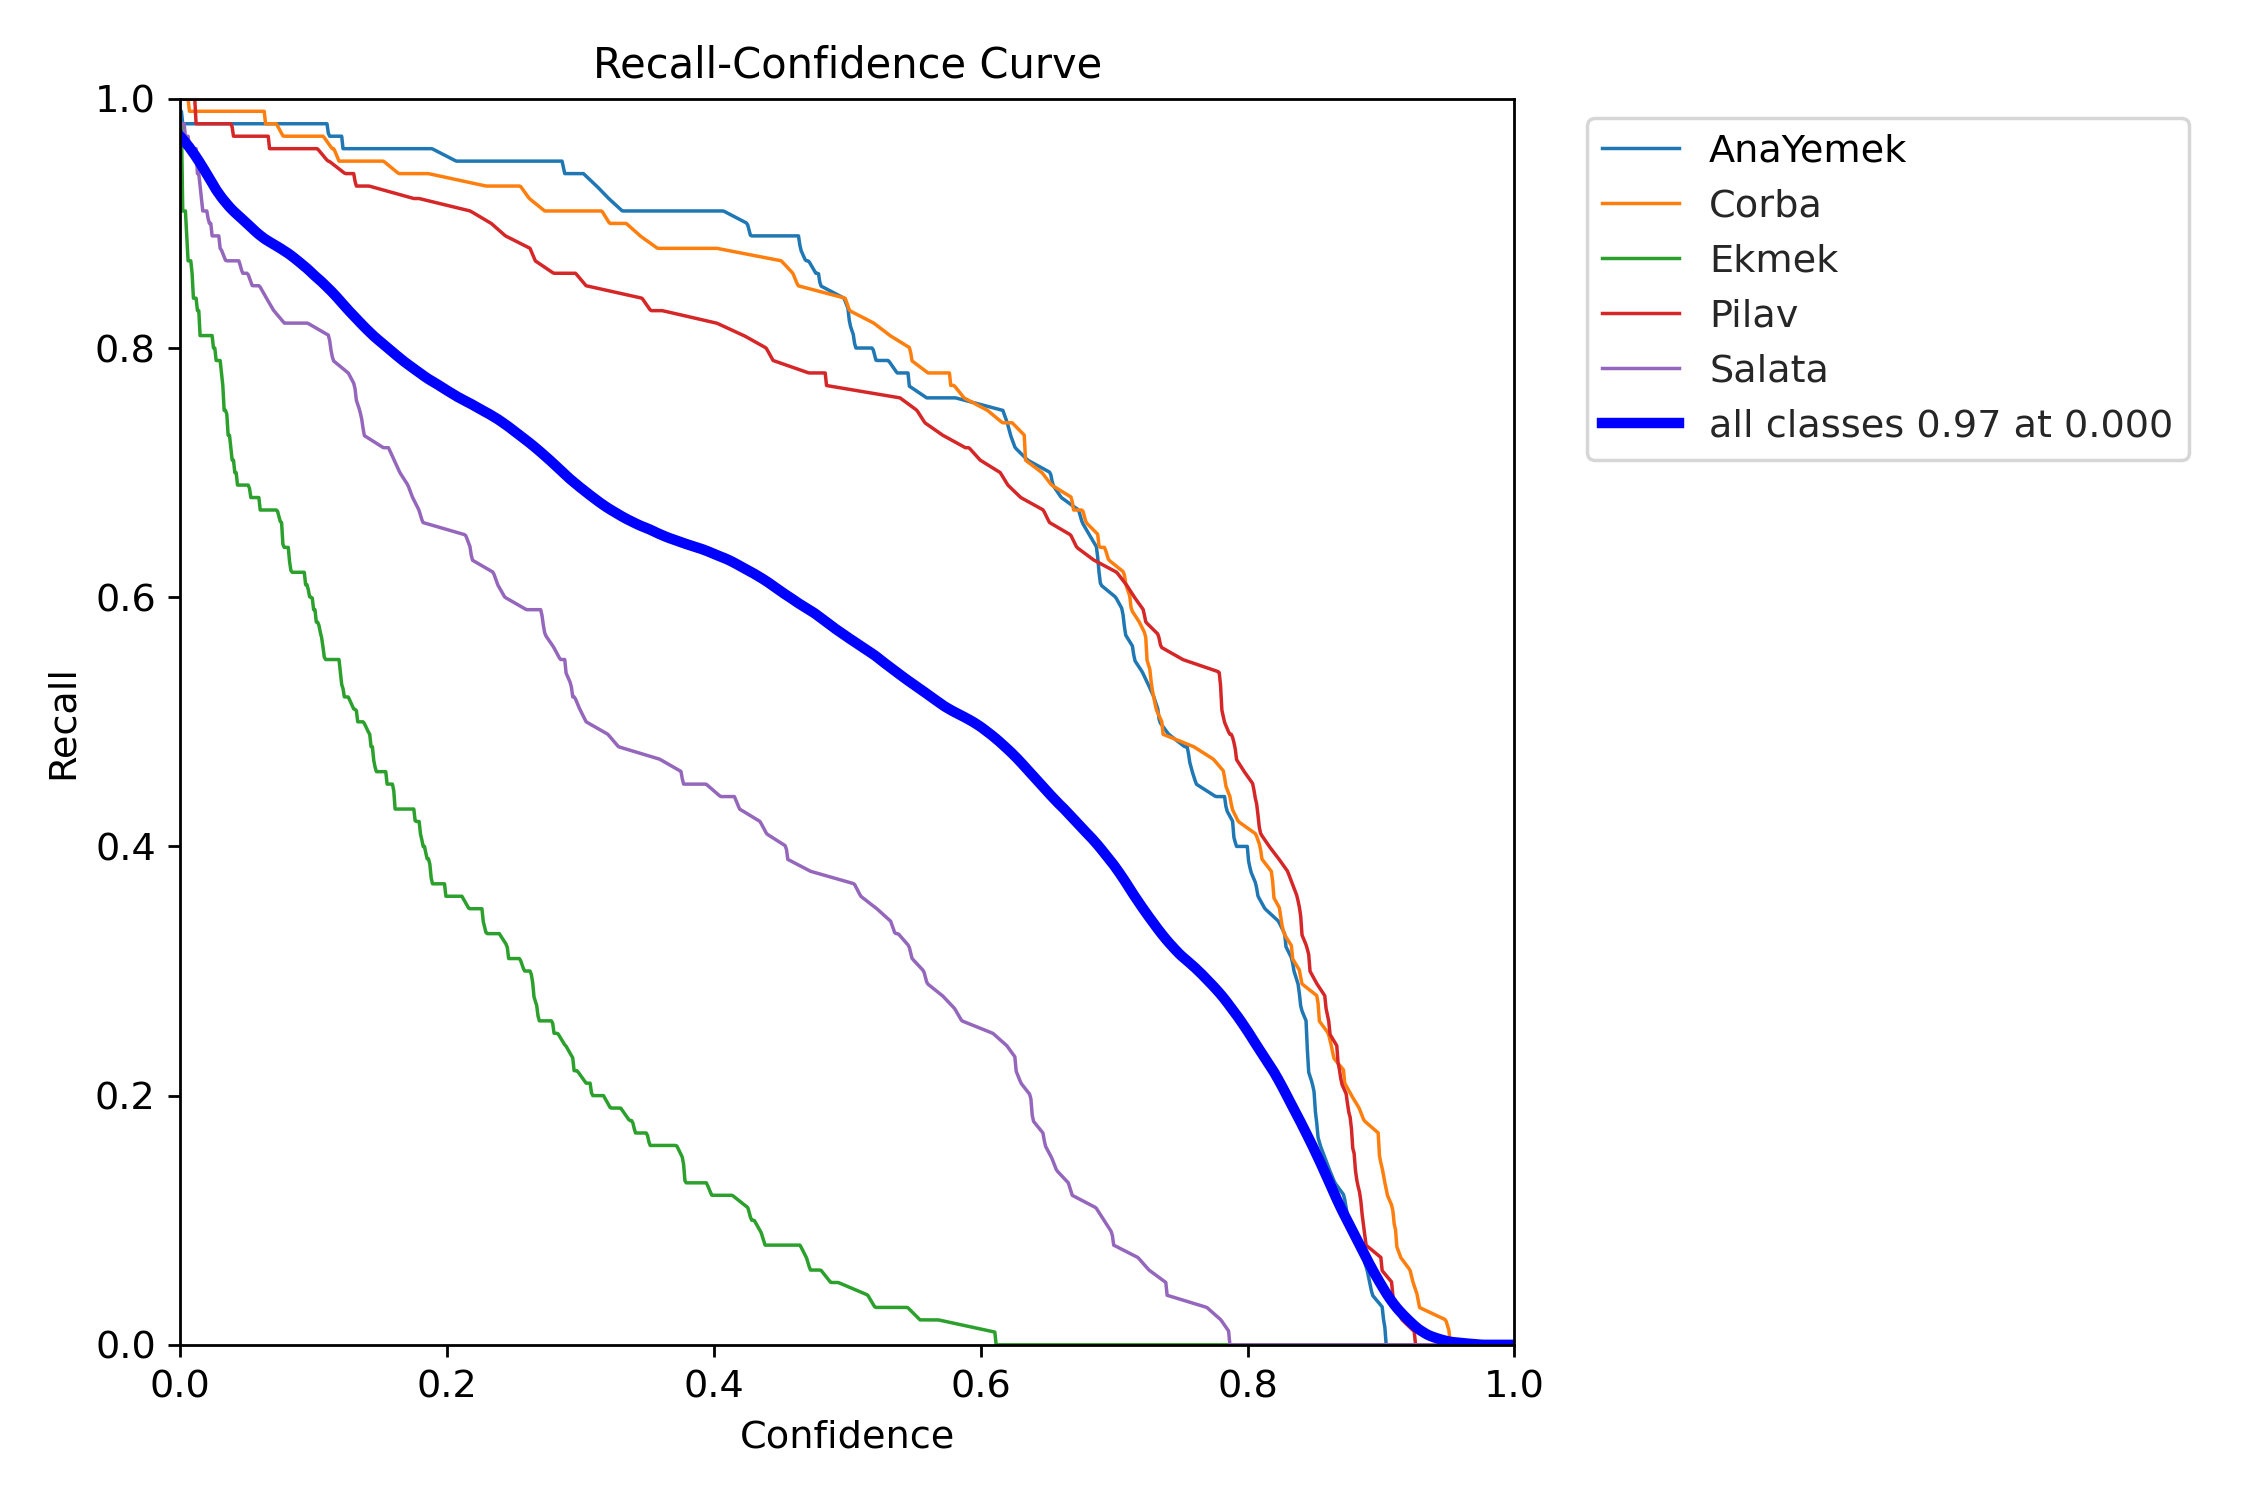 Recall-Confidence Curve
1.0
0.8
0.6
0.4
0.2
0.0
Recall
0.0 0.2 0.4 0.6 0.8 1.0
Confidence
AnaYemek
Corba
Ekmek
Pilav
Salata
all classes 0.97 at 0.000